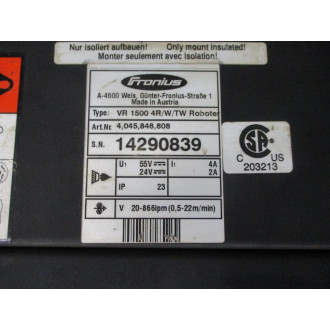 Nur isoliert aufbauen! Only mount insulated!
Monter seulement avec isolation!
Fronius
A-4600 Wels, Günter-Fronius-Straße 1
Made in Austria
Type: VR 1500 4R/W/TW Roboter
Art.Nr 4,045,848,808
S.N. 14290839
U1 55V I1 4A
24V 2A
IP 23
V 20-866ipm (0,5-22m/min)
C US
203213